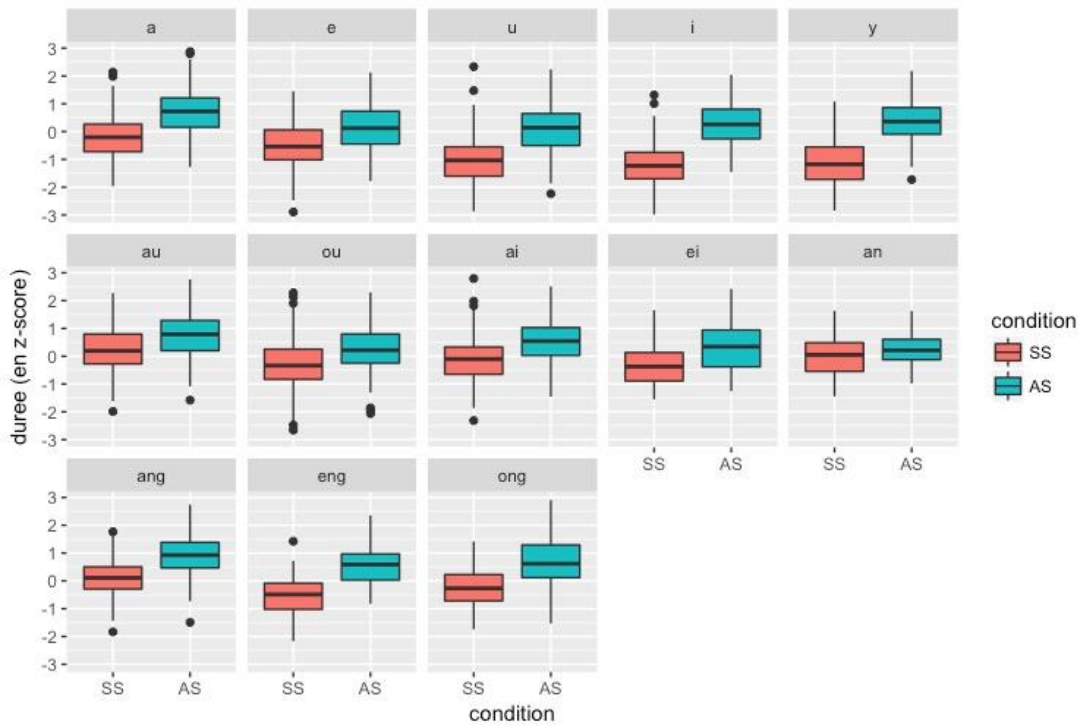 a e u i y
3
2
1
0
-1
-2
-3
au ou ai ei an
3
2
1
0
-1
-2
-3
SS AS SS AS
ang eng ong
3
2
1
0
-1
-2
-3
SS AS SS AS SS AS
condition
duree (en z-score)
condition
SS
AS